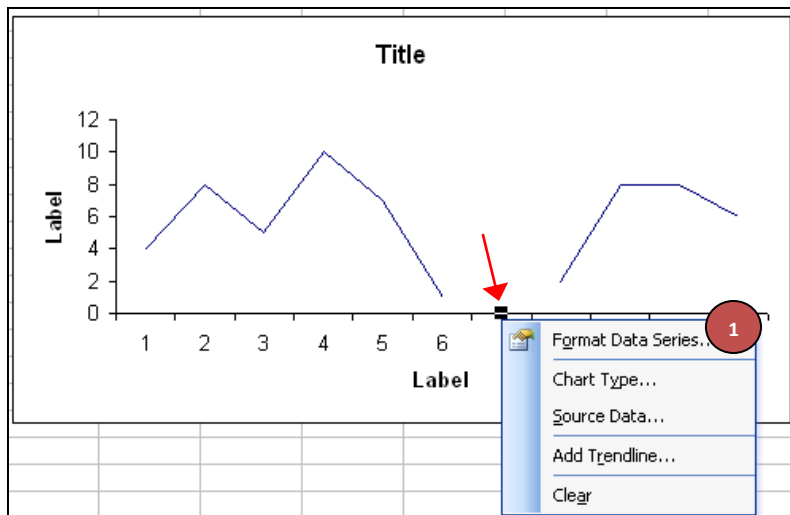 Title
12
10
8
6
4
2
0
Label
1 2 3 4 5 6
Label
1
Format Data Series...
Chart Type...
Source Data...
Add Trendline...
Clear